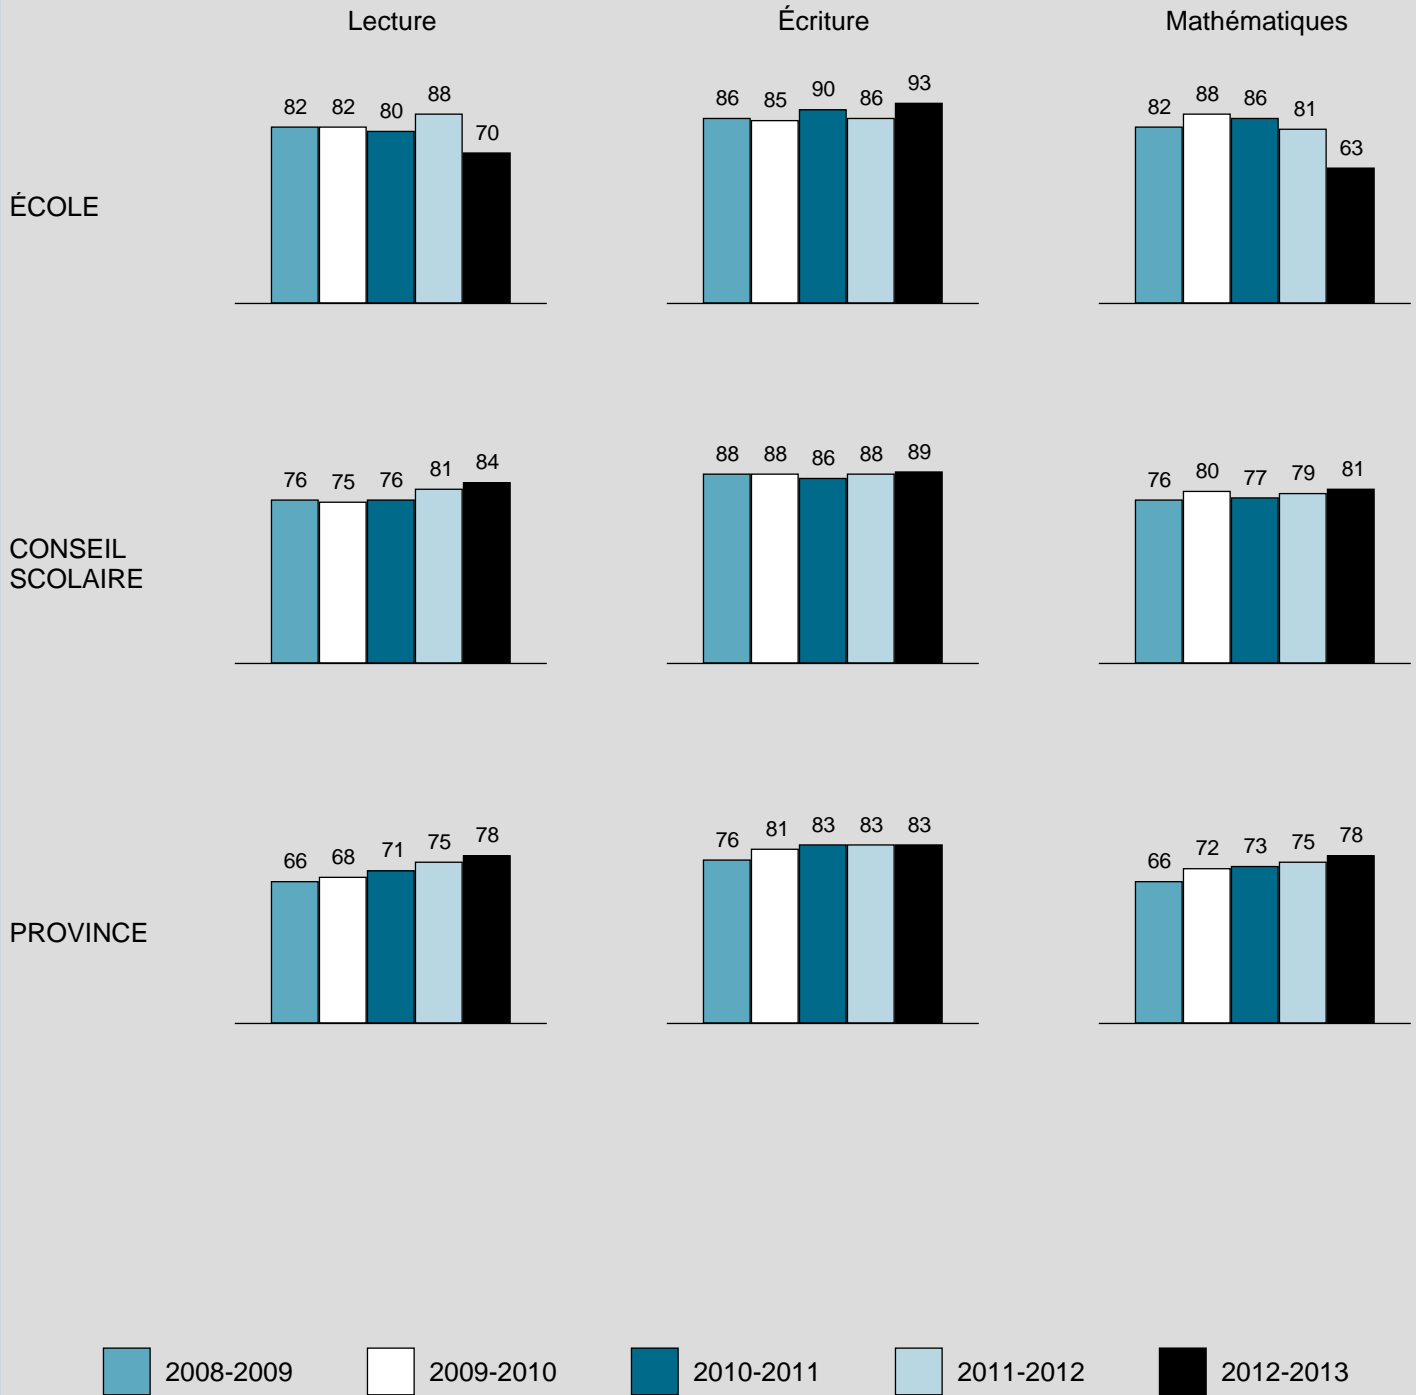 Lecture Écriture Mathématiques
82 82 80 88 70 86 85 90 86 93 82 88 86 81 63
ÉCOLE
76 75 76 81 84 88 88 86 88 89 76 80 77 79 81
CONSEIL
SCOLAIRE
66 68 71 75 78 76 81 83 83 83 66 72 73 75 78
PROVINCE
2008-2009 2009-2010 2010-2011 2011-2012 2012-2013